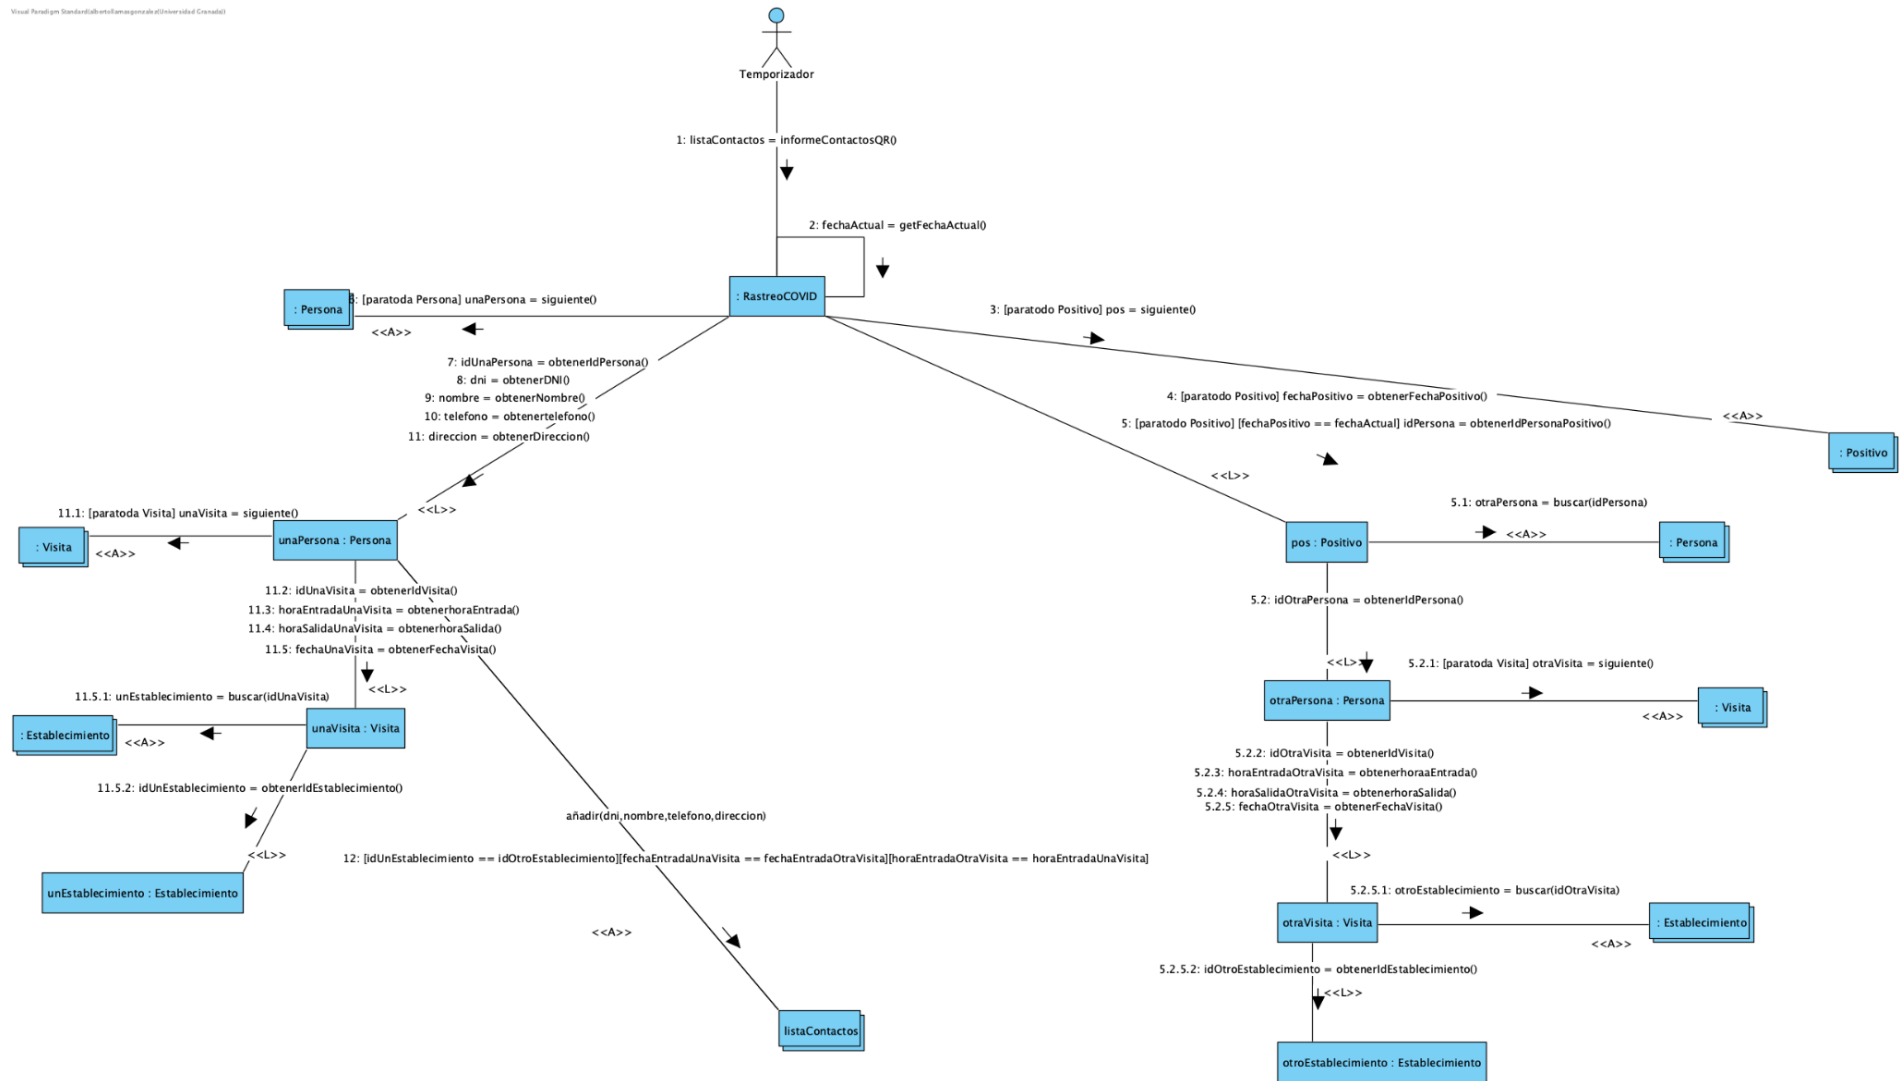 Visual Paradigm Standard(albertollamasgonzalez(Universidad Granada))
Temporizador
1: listaContactos = informeContactosQR()
2: fechaActual = getFechaActual()
: RastreoCOVID
: Persona
6: [paratoda Persona] unaPersona = siguiente()
<<A>>
3: [paratodo Positivo] pos = siguiente()
7: idUnaPersona = obtenerIdPersona()
8: dni = obtenerDNI()
9: nombre = obtenerNombre()
10: telefono = obtenertelefono()
11: direccion = obtenerDireccion()
4: [paratodo Positivo] fechaPositivo = obtenerFechaPositivo()
5: [paratodo Positivo] [fechaPositivo == fechaActual] idPersona = obtenerIdPersonaPositivo()
<<A>>
: Positivo
<<L>>
<<L>>
11.1: [paratoda Visita] unaVisita = siguiente()
: Visita
<<A>>
unaPersona : Persona
5.1: otraPersona = buscar(idPersona)
pos : Positivo
<<A>>
: Persona
11.2: idUnaVisita = obtenerIdVisita()
11.3: horaEntradaUnaVisita = obtenerhoraEntrada()
11.4: horaSalidaUnaVisita = obtenerhoraSalida()
11.5: fechaUnaVisita = obtenerFechaVisita()
<<L>>
5.2: idOtraPersona = obtenerIdPersona()
<<L>>
5.2.1: [paratoda Visita] otraVisita = siguiente()
otraPersona : Persona
<<A>>
: Visita
11.5.1: unEstablecimiento = buscar(idUnaVisita)
: Establecimiento
<<A>>
unaVisita : Visita
11.5.2: idUnEstablecimiento = obtenerIdEstablecimiento()
<<L>>
unEstablecimiento : Establecimiento
5.2.2: idOtraVisita = obtenerIdVisita()
5.2.3: horaEntradaOtraVisita = obtenerhoraaEntrada()
5.2.4: horaSalidaOtraVisita = obtenerhoraSalida()
5.2.5: fechaOtraVisita = obtenerFechaVisita()
<<L>>
añadir(dni,nombre,telefono,direccion)
12: [idUnEstablecimiento == idOtroEstablecimiento][fechaEntradaUnaVisita == fechaEntradaOtraVisita][horaEntradaOtraVisita == horaEntradaUnaVisita]
<<A>>
listaContactos
5.2.5.1: otroEstablecimiento = buscar(idOtraVisita)
otraVisita : Visita
<<A>>
: Establecimiento
5.2.5.2: idOtroEstablecimiento = obtenerIdEstablecimiento()
<<L>>
otroEstablecimiento : Establecimiento